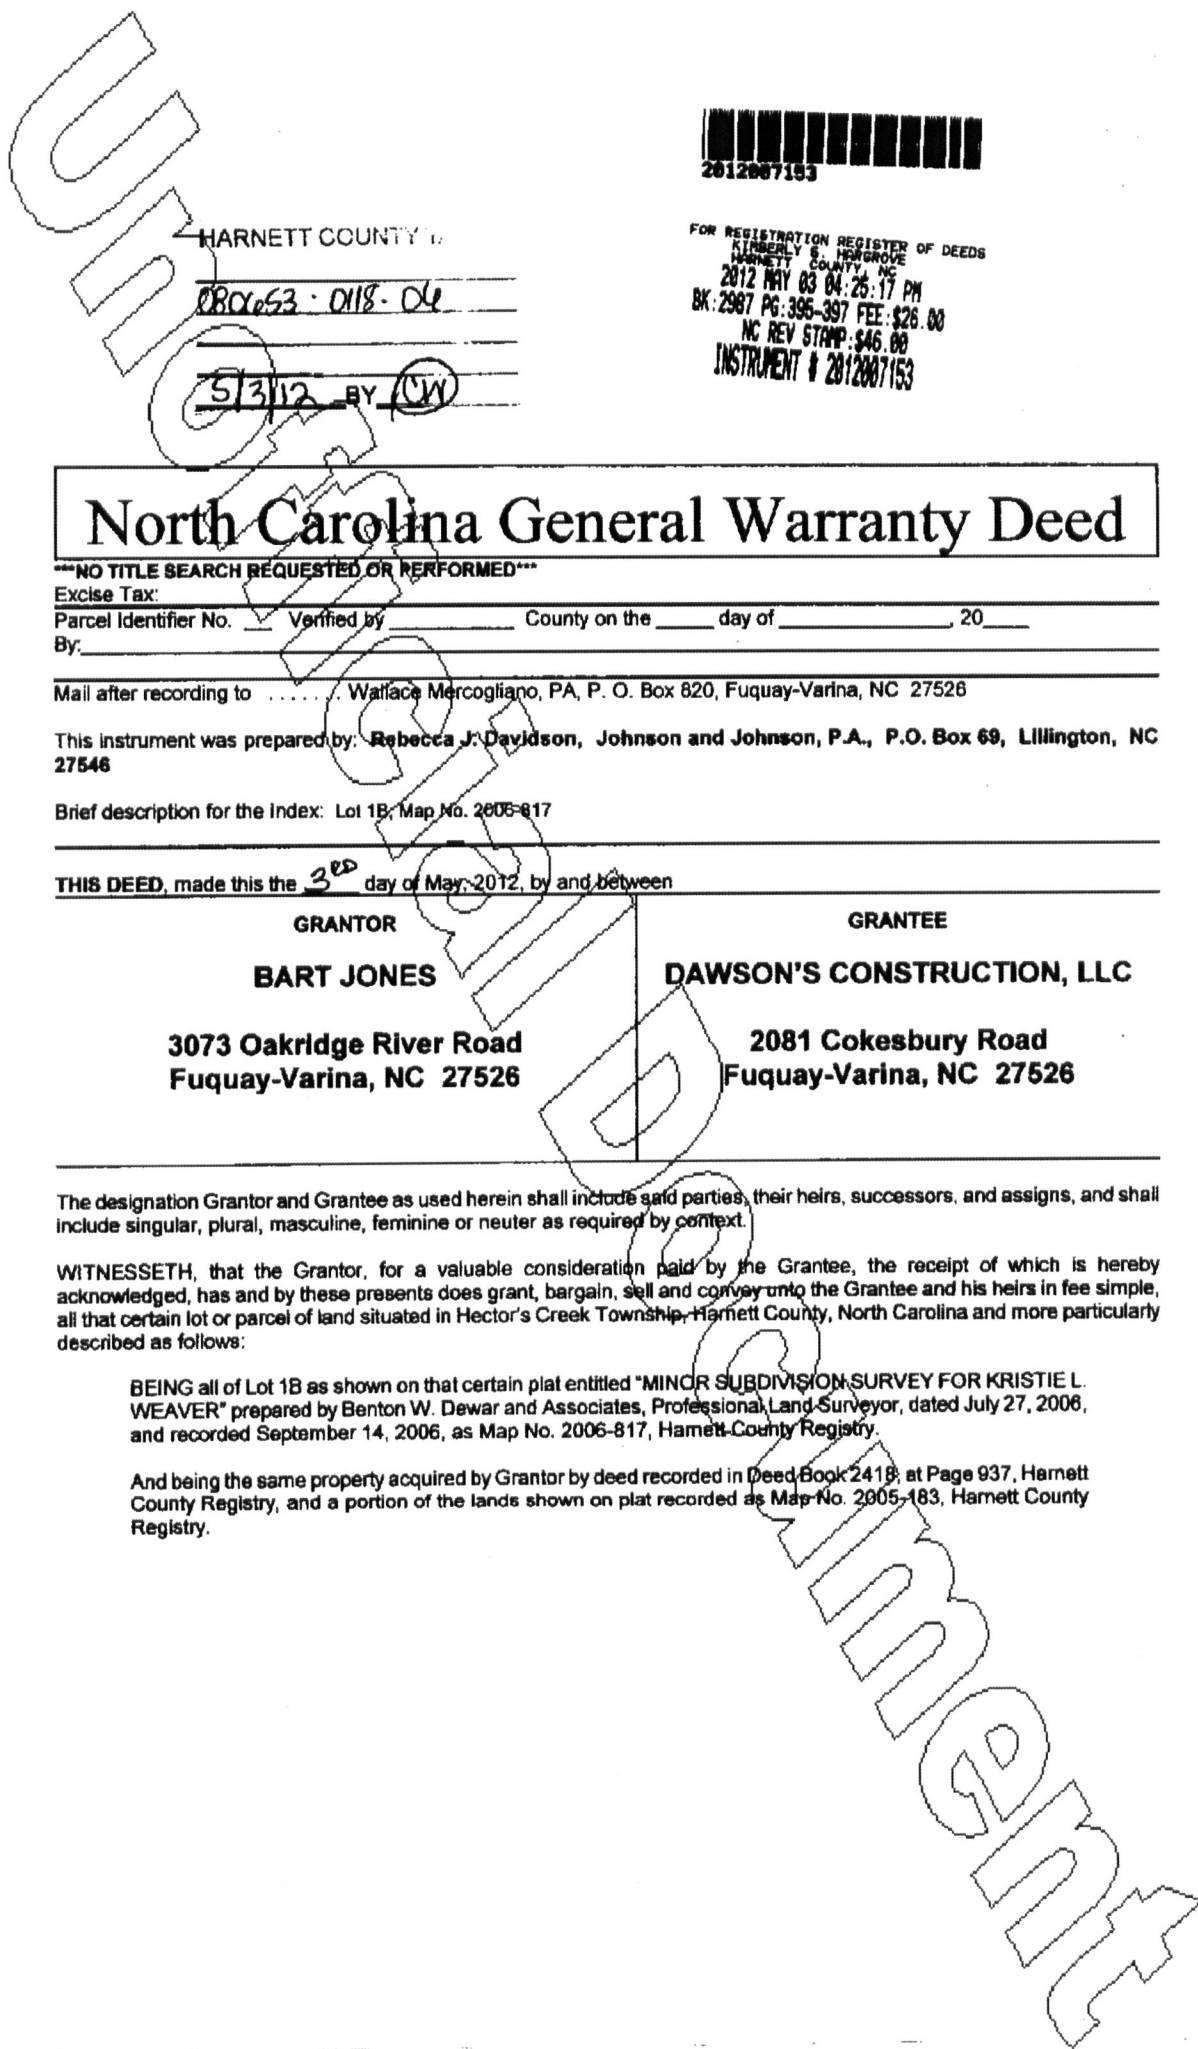 2012007153
HARNETT COUNTY
FOR REGISTRATION REGISTER OF DEEDS
KIMBERLY S. HARGROVE
HARNETT COUNTY, NC
2012 MAY 03 04:25:17 PM
BK:2987 PG:395-397 FEE:$26.00
NC REV STAMP:$46.00
INSTRUMENT # 2012007153
080653 · 0118 · 04
5/3/12 BY CW
North Carolina General Warranty Deed
***NO TITLE SEARCH REQUESTED OR PERFORMED***
Excise Tax:
Parcel Identifier No. ___ Verified by ____________ County on the _____ day of ________________, 20____
By:
Mail after recording to ....... Wallace Mercogliano, PA, P. O. Box 820, Fuquay-Varina, NC 27526
This instrument was prepared by: Rebecca J. Davidson, Johnson and Johnson, P.A., P.O. Box 69, Lillington, NC
27546
Brief description for the Index: Lot 1B, Map No. 2006-817
THIS DEED, made this the 3RD day of May, 2012, by and between
GRANTOR
BART JONES
3073 Oakridge River Road
Fuquay-Varina, NC 27526
GRANTEE
DAWSON'S CONSTRUCTION, LLC
2081 Cokesbury Road
Fuquay-Varina, NC 27526
The designation Grantor and Grantee as used herein shall include said parties, their heirs, successors, and assigns, and shall
include singular, plural, masculine, feminine or neuter as required by context.
WITNESSETH, that the Grantor, for a valuable consideration paid by the Grantee, the receipt of which is hereby
acknowledged, has and by these presents does grant, bargain, sell and convey unto the Grantee and his heirs in fee simple,
all that certain lot or parcel of land situated in Hector's Creek Township, Harnett County, North Carolina and more particularly
described as follows:
BEING all of Lot 1B as shown on that certain plat entitled "MINOR SUBDIVISION SURVEY FOR KRISTIE L.
WEAVER" prepared by Benton W. Dewar and Associates, Professional Land Surveyor, dated July 27, 2006,
and recorded September 14, 2006, as Map No. 2006-817, Harnett County Registry.
And being the same property acquired by Grantor by deed recorded in Deed Book 2418, at Page 937, Harnett
County Registry, and a portion of the lands shown on plat recorded as Map No. 2005-183, Harnett County
Registry.
Unofficial Document